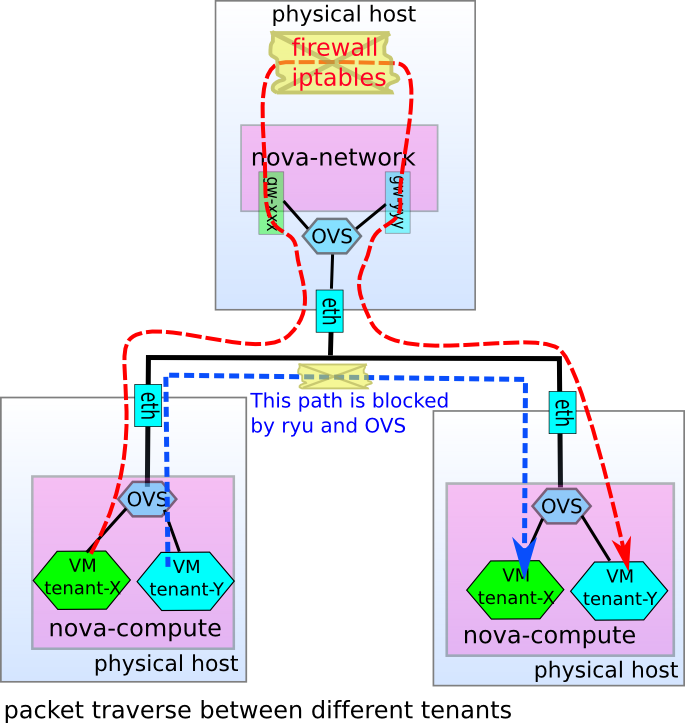 physical host
firewall
iptables
nova-network
gw-xxx
gw-yyy
OVS
eth
This path is blocked
by ryu and OVS
eth
eth
OVS
VM
tenant-X
VM
tenant-Y
nova-compute
physical host
OVS
VM
tenant-X
VM
tenant-Y
nova-compute
physical host
packet traverse between different tenants